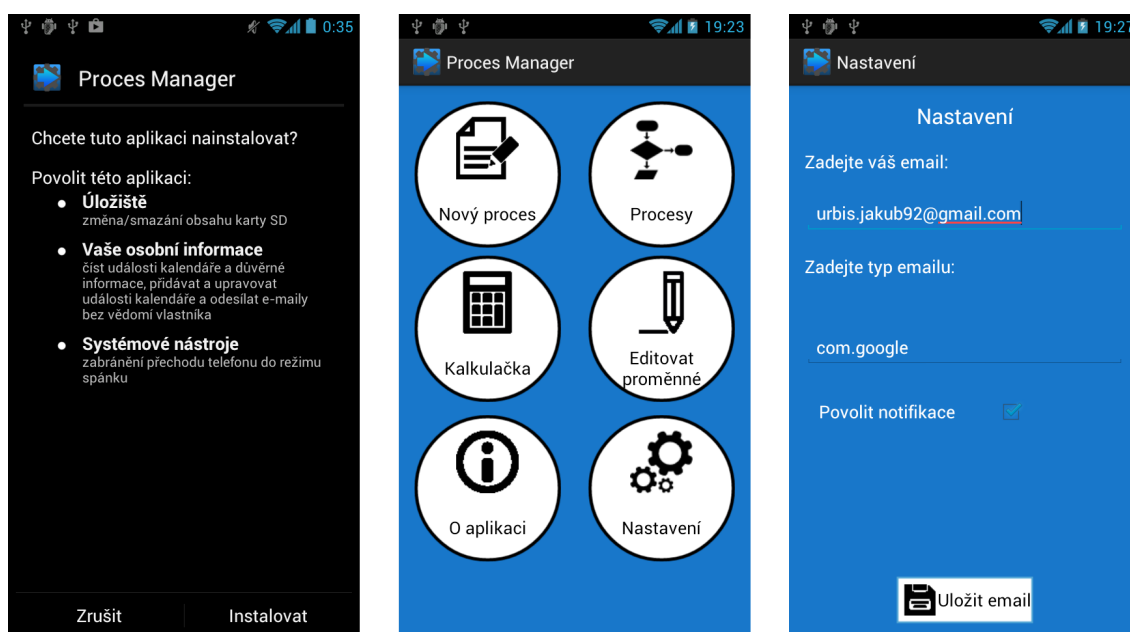 0:35
Proces Manager
Chcete tuto aplikaci nainstalovat?
Povolit této aplikaci:
Úložiště
změna/smazání obsahu karty SD
Vaše osobní informace
číst události kalendáře a důvěrné
informace, přidávat a upravovat
události kalendáře a odesílat e-maily
bez vědomí vlastníka
Systémové nástroje
zabránění přechodu telefonu do režimu
spánku
Zrušit
Instalovat
19:23
Proces Manager
Nový proces
Procesy
Kalkulačka
Editovat
proměnné
O aplikaci
Nastavení
19:27
Nastavení
Nastavení
Zadejte váš email:
urbis.jakub92@gmail.com
Zadejte typ emailu:
com.google
Povolit notifikace
Uložit email